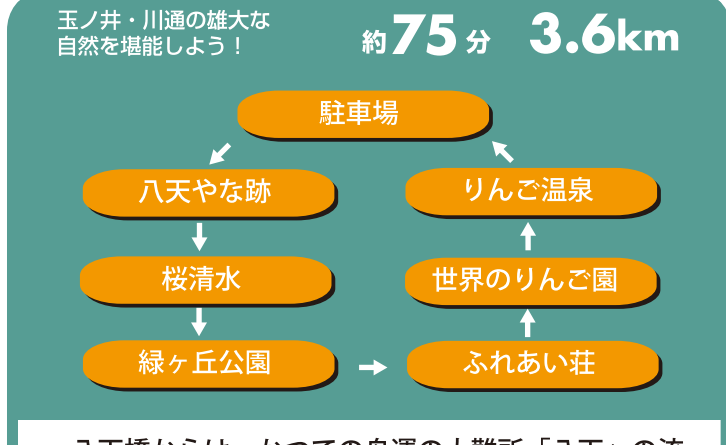 玉ノ井・川通の雄大な
自然を堪能しよう！
約75分 3.6km
駐車場
八天やな跡
桜清水
緑ヶ丘公園
ふれあい荘
世界のりんご園
りんご温泉